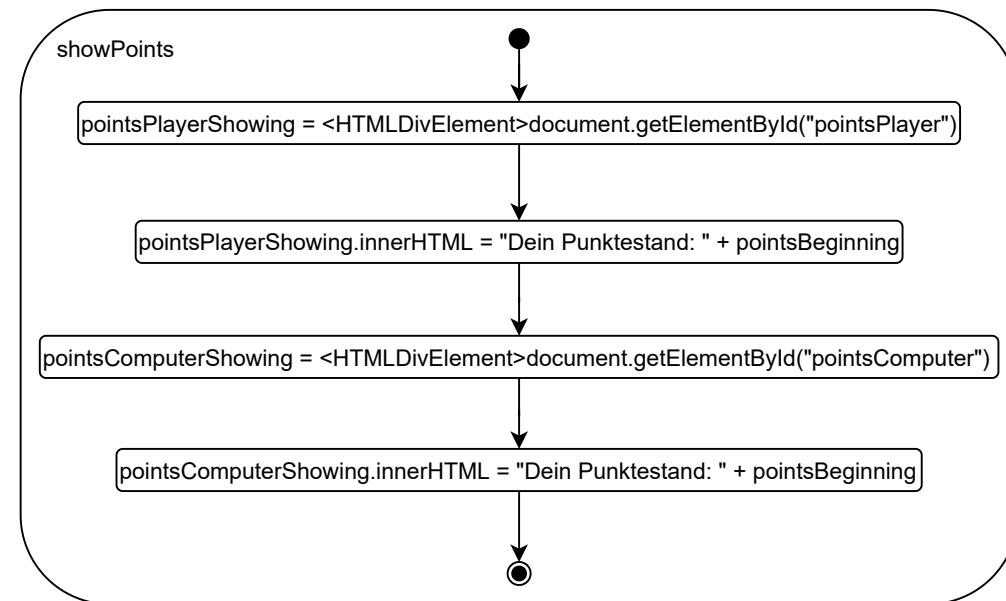 showPoints
pointsPlayerShowing = <HTMLDivElement>document.getElementById("pointsPlayer")
pointsPlayerShowing.innerHTML = "Dein Punktestand: " + pointsBeginning
pointsComputerShowing = <HTMLDivElement>document.getElementById("pointsComputer")
pointsComputerShowing.innerHTML = "Dein Punktestand: " + pointsBeginning